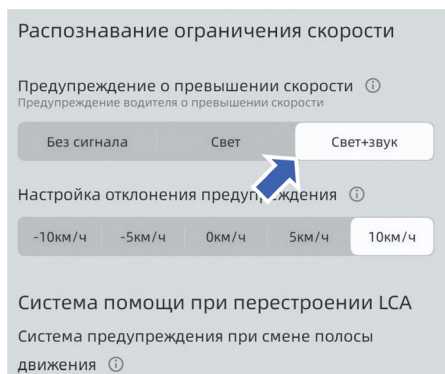 Распознавание ограничения скорости
Предупреждение о превышении скорости
Предупреждение водителя о превышении скорости
Без сигнала Свет Свет+звук
Настройка отклонения предупреждения
-10км/ч -5км/ч 0км/ч 5км/ч 10км/ч
Система помощи при перестроении LCA
Система предупреждения при смене полосы
движения